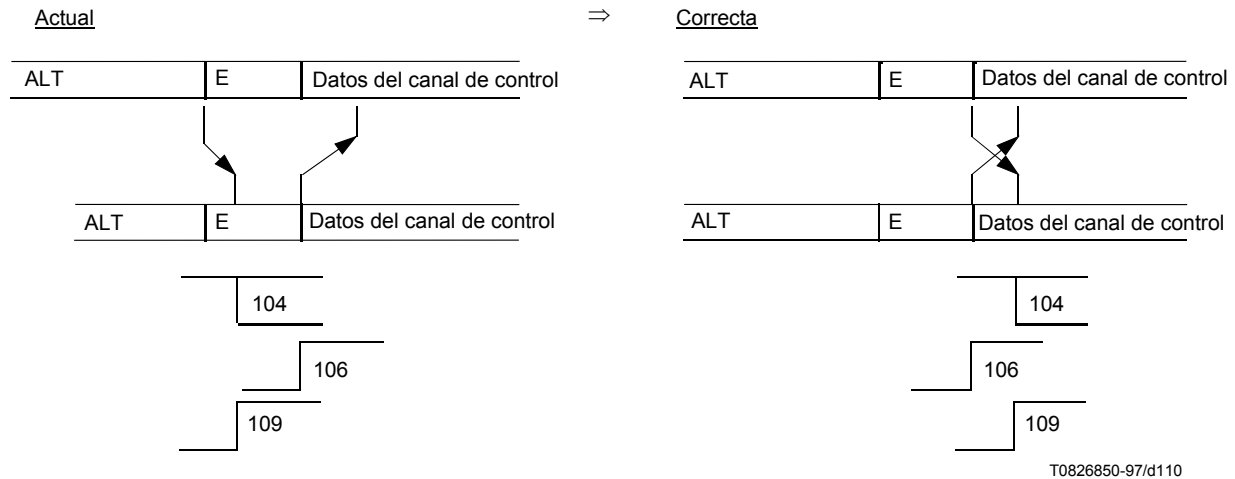 Actual ⇒ Correcta
ALT E Datos del canal de control
ALT E Datos del canal de control
ALT E Datos del canal de control
ALT E Datos del canal de control
104
104
106
106
109
109
T0826850-97/d110